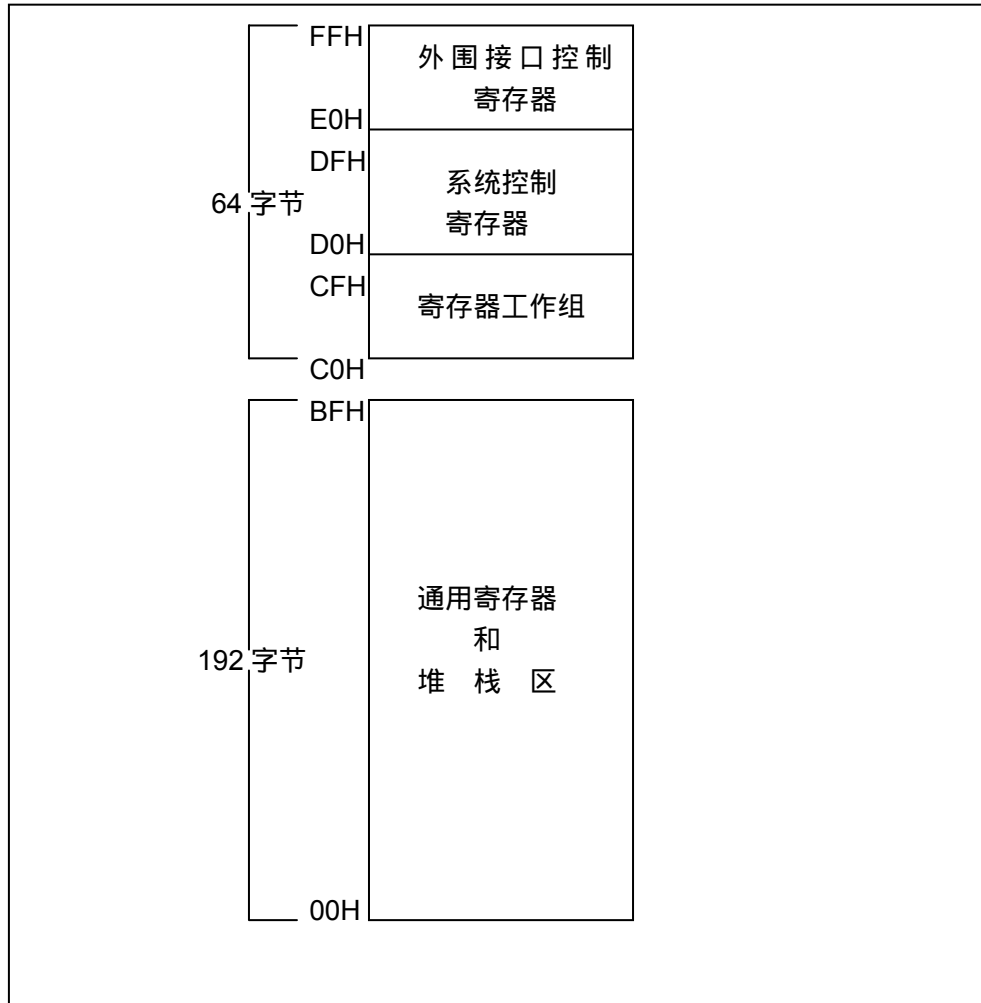 FFH
外围接口控制
寄存器
E0H
DFH
系统控制
寄存器
64 字节
D0H
CFH
寄存器工作组
C0H
BFH
通用寄存器
和
192 字节
堆 栈 区
00H